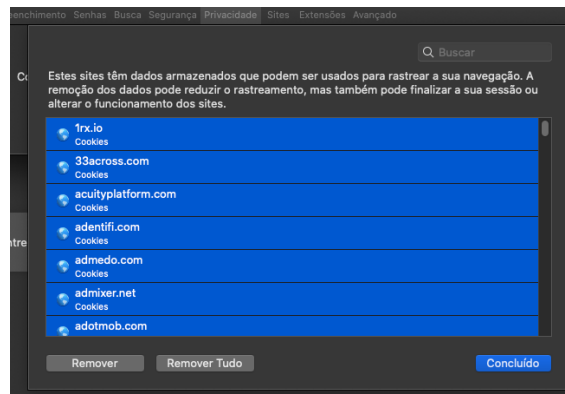 Senhas Busca Segurança Privacidade Sites Extensões Avançado
Buscar
Estes sites têm dados armazenados que podem ser usados para rastrear a sua navegação. A
remoção dos dados pode reduzir o rastreamento, mas também pode finalizar a sua sessão ou
alterar o funcionamento dos sites.
1rx.io
Cookies
33across.com
Cookies
acuityplatform.com
Cookies
adentifi.com
Cookies
admedo.com
Cookies
admixer.net
Cookies
adotmob.com
Remover
Remover Tudo
Concluído